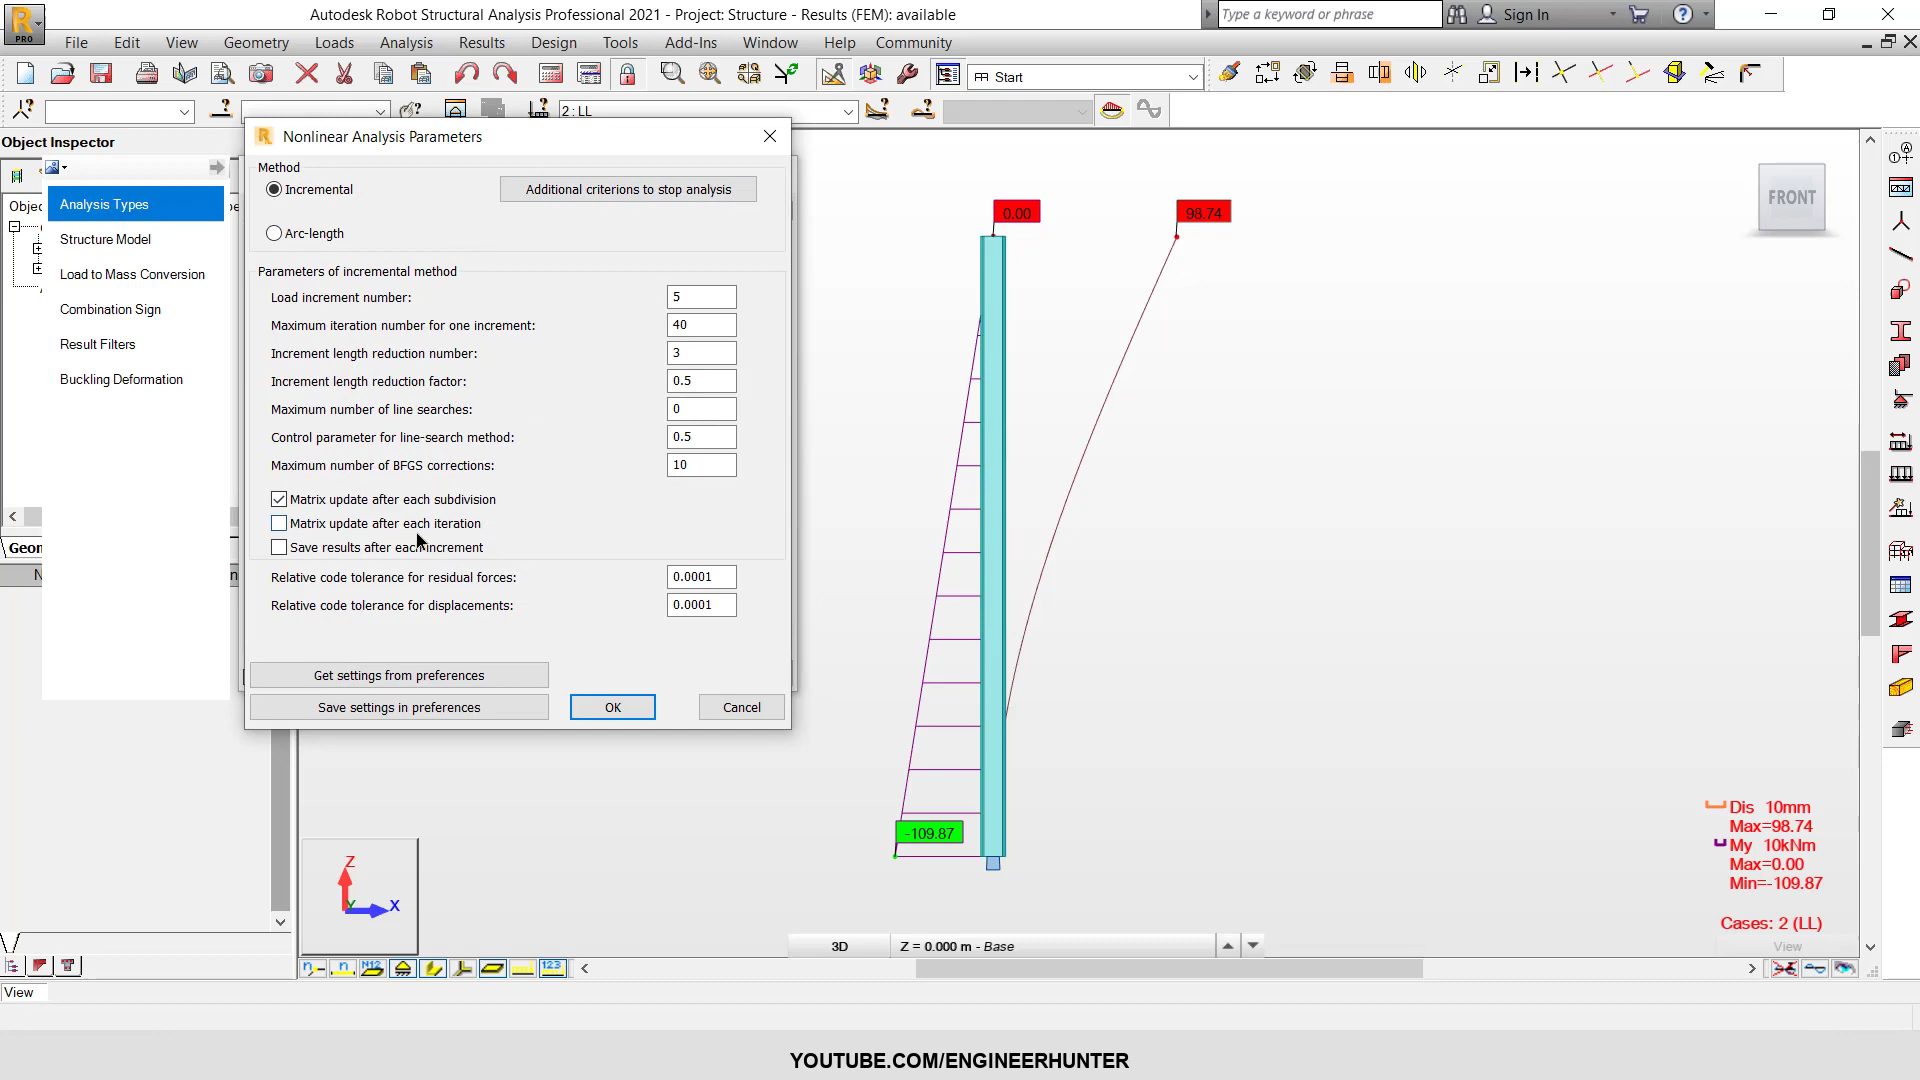 Autodesk Robot Structural Analysis Professional 2021 - Project: Structure - Results (FEM): available
Type a keyword or phrase
Sign In
PRO
File Edit View Geometry Loads Analysis Results Design Tools Add-Ins Window Help Community
Start
2 : LL
Object Inspector
Objec
Analysis Types
Structure Model
Load to Mass Conversion
Combination Sign
Result Filters
Buckling Deformation
Geom
Nonlinear Analysis Parameters
Method
Incremental
Additional criterions to stop analysis
Arc-length
Parameters of incremental method
Load increment number: 5
Maximum iteration number for one increment: 40
Increment length reduction number: 3
Increment length reduction factor: 0.5
Maximum number of line searches: 0
Control parameter for line-search method: 0.5
Maximum number of BFGS corrections: 10
Matrix update after each subdivision
Matrix update after each iteration
Save results after each increment
Relative code tolerance for residual forces: 0.0001
Relative code tolerance for displacements: 0.0001
Get settings from preferences
Save settings in preferences
OK
Cancel
0.00
98.74
FRONT
-109.87
Dis 10mm
Max=98.74
My 10kNm
Max=0.00
Min=-109.87
Cases: 2 (LL)
View
Z
Y
X
3D
Z = 0.000 m - Base
View
YOUTUBE.COM/ENGINEERHUNTER